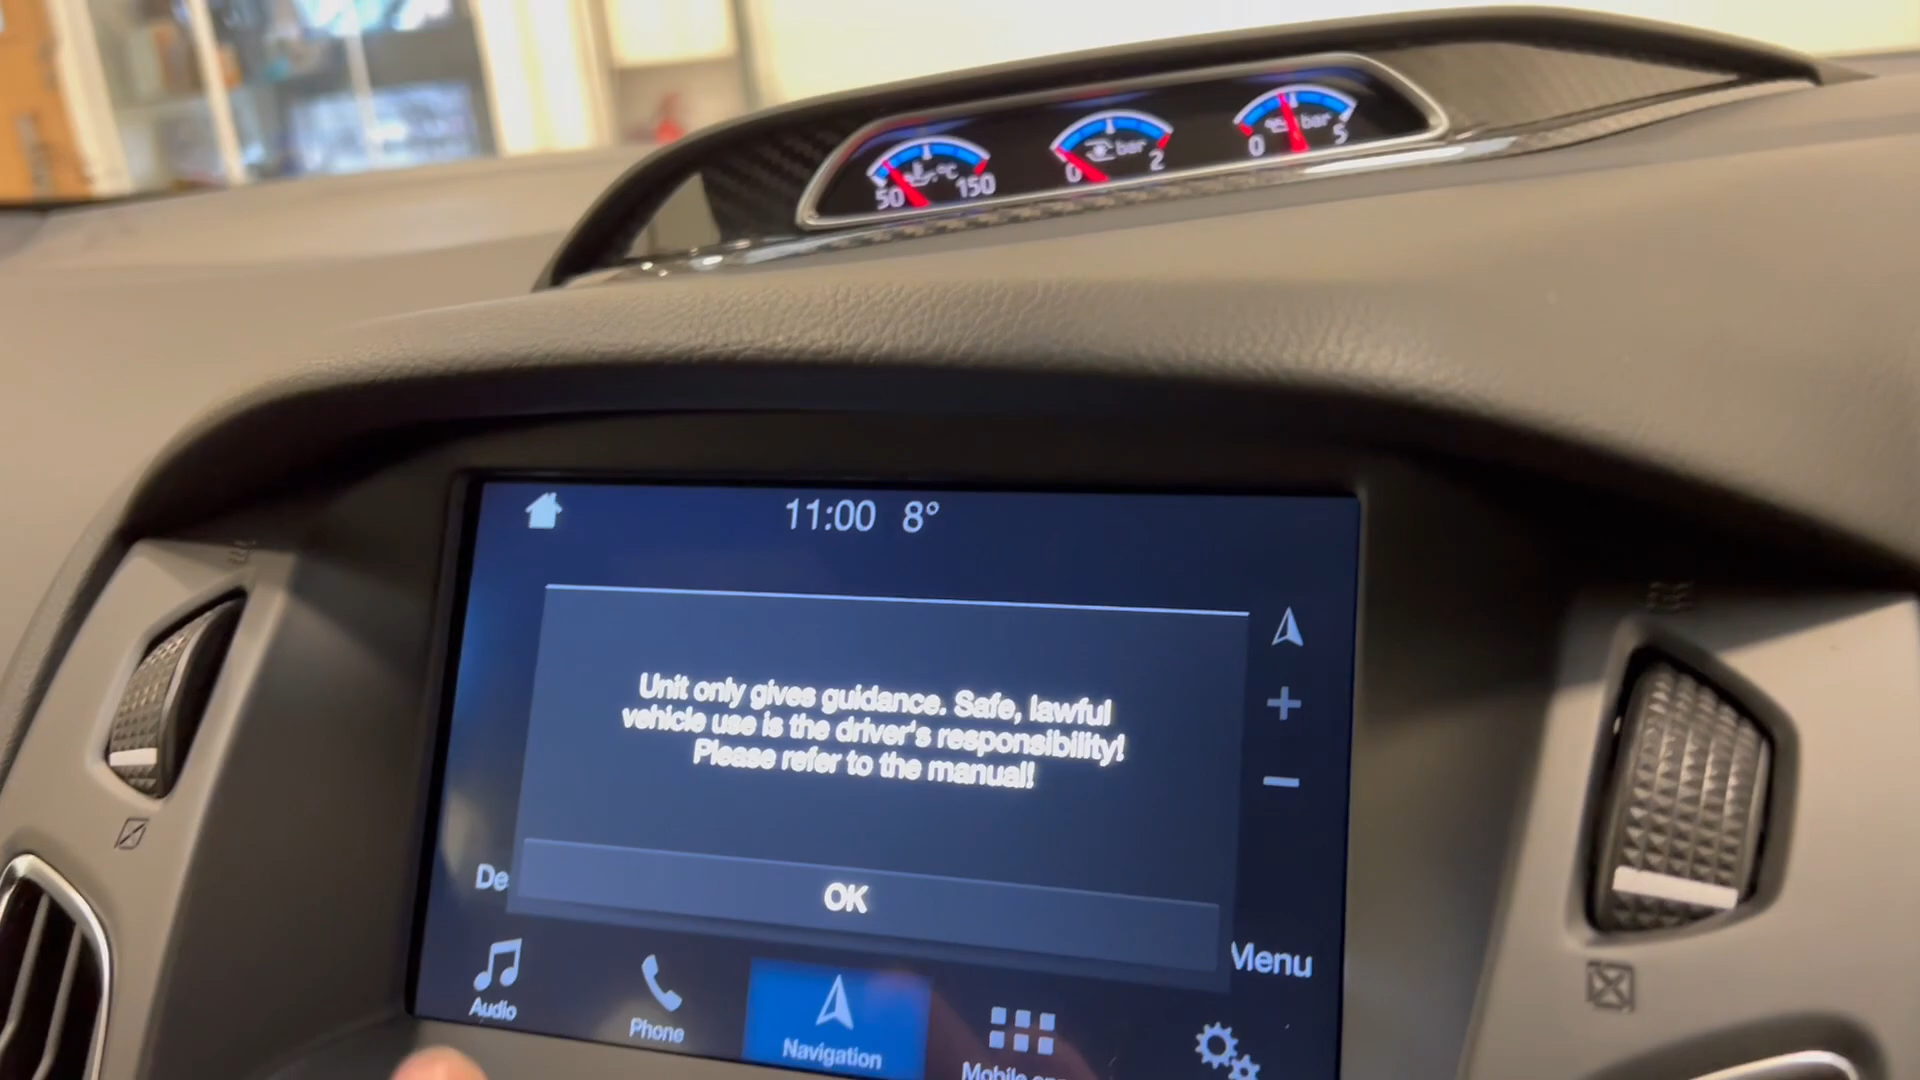 50 °C 150
0 bar 2
0 bar 5
11:00 8°
Unit only gives guidance. Safe, lawful
vehicle use is the driver's responsibility!
Please refer to the manual!
OK
De
Menu
Audio
Phone
Navigation
Mobile